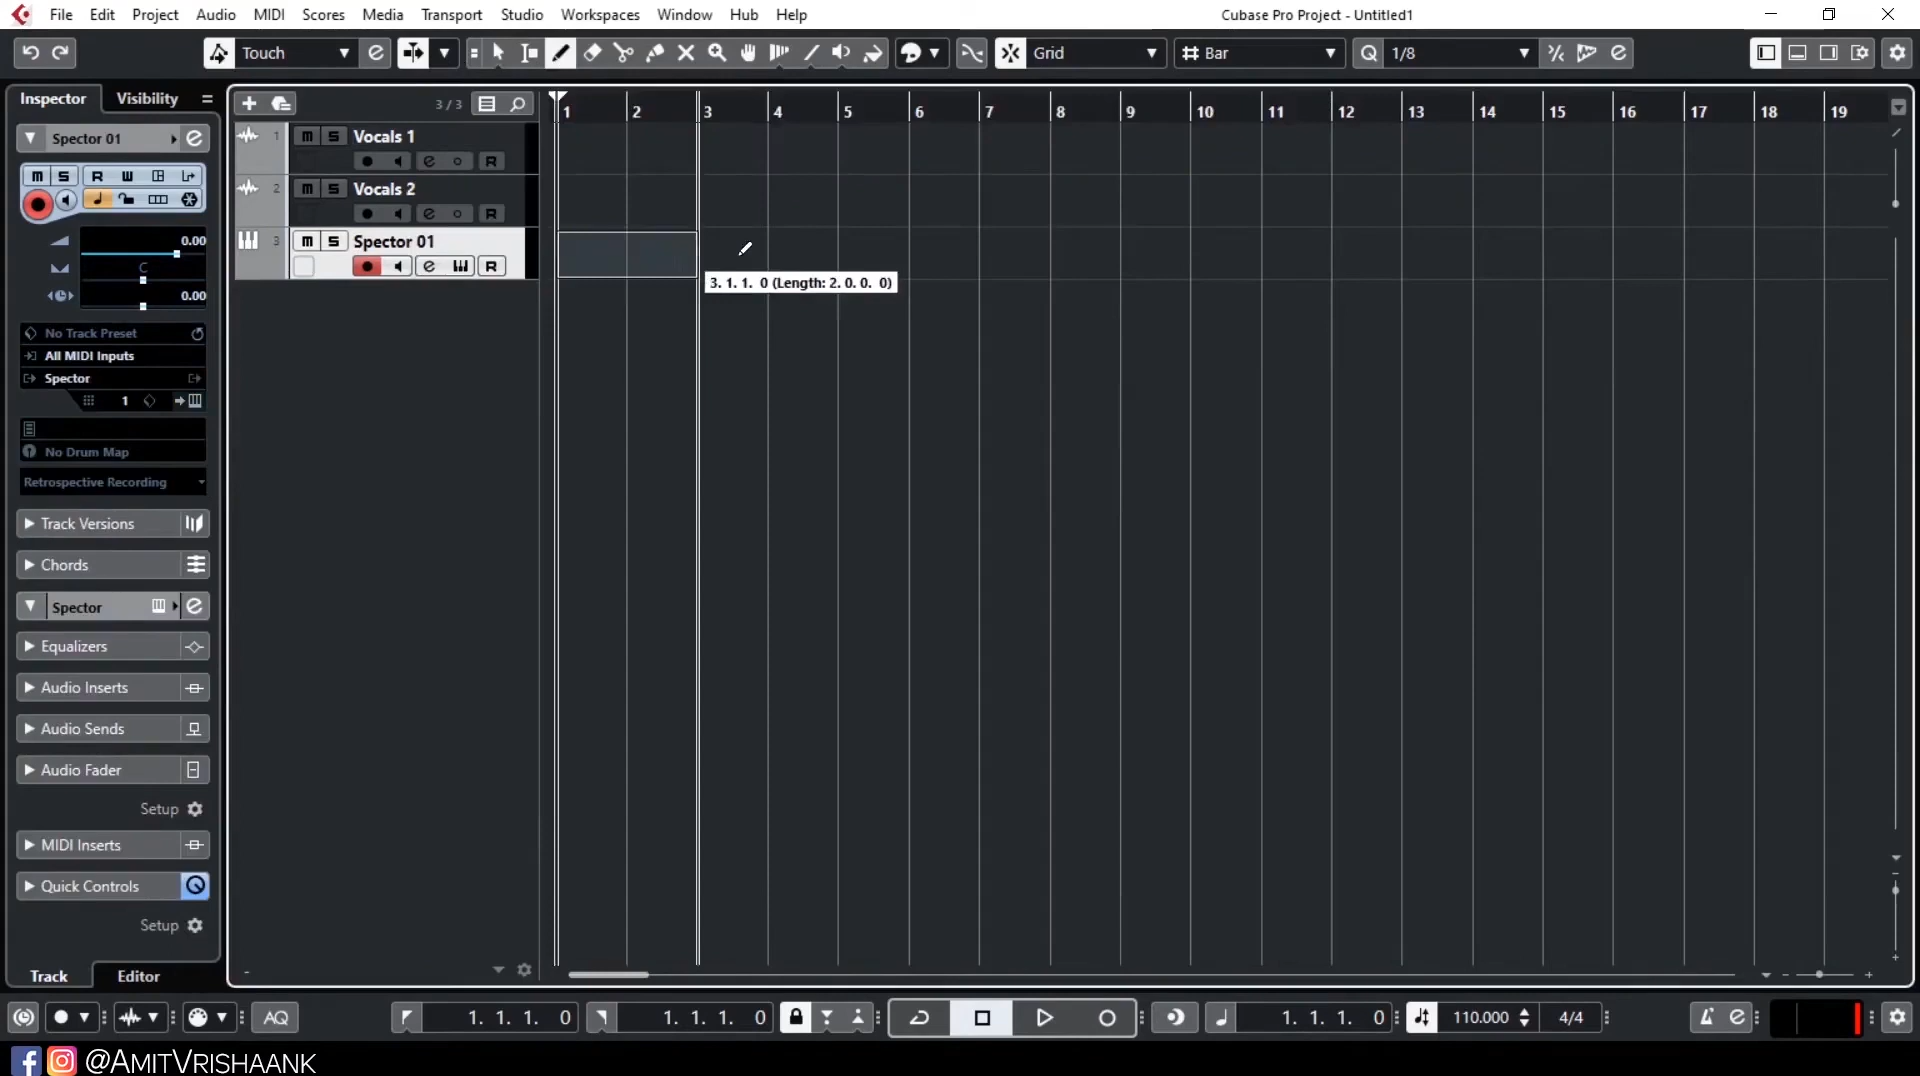 File Edit Project Audio MIDI Scores Media Transport Studio Workspaces Window Hub Help Cubase Pro Project - Untitled1
Touch Grid Bar Q 1/8
Inspector Visibility
3 / 3
1 2 3 4 5 6 7 8 9 10 11 12 13 14 15 16 17 18 19
Spector 01
1 m S Vocals 1
R
m S R W
2 m S Vocals 2
R
0.00
3 m S Spector 01
R
C
0.00
3. 1. 1. 0 (Length: 2. 0. 0. 0)
No Track Preset
All MIDI Inputs
Spector
1
No Drum Map
Retrospective Recording
Track Versions
Chords
Spector
Equalizers
Audio Inserts
Audio Sends
Audio Fader
Setup
MIDI Inserts
Quick Controls
Setup
Track Editor
AQ 1. 1. 1. 0 1. 1. 1. 0 1. 1. 1. 0 110.000 4/4
@AmitVrishaank